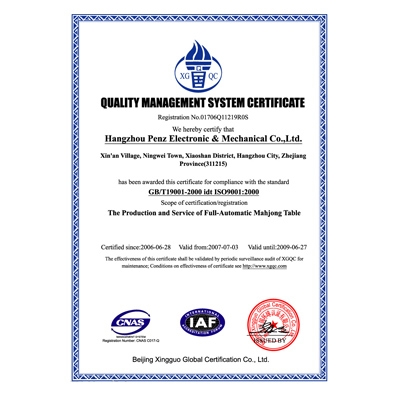 XG QC
QUALITY MANAGEMENT SYSTEM CERTIFICATE
Registration No.01706Q11219R0S
We hereby certify that
Hangzhou Penz Electronic & Mechanical Co.,Ltd.
Xin'an Village, Ningwei Town, Xiaoshan District, Hangzhou City, Zhejiang
Province(311215)
has been awarded this certificate for compliance with the standard
GB/T19001-2000 idt ISO9001:2000
Scope of certification/registration
The Production and Service of Full-Automatic Mahjong Table
Certified since:2006-06-28 Valid from:2007-07-03 Valid until:2009-06-27
The effectiveness of this certificate shall be validated by periodic surveillance audit of XGQC for
maintenance; Conditions on effectiveness of certificate see http://www.xgqc.com
CNAS
Registration Number: CNAS C017-Q
INTERNATIONAL
IAF
ACCREDITATION FORUM
ISSUED BY
Beijing Xingguo Global Certification Co., Ltd.